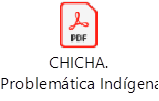 PDF
CHICHA.
Problemática Indígena